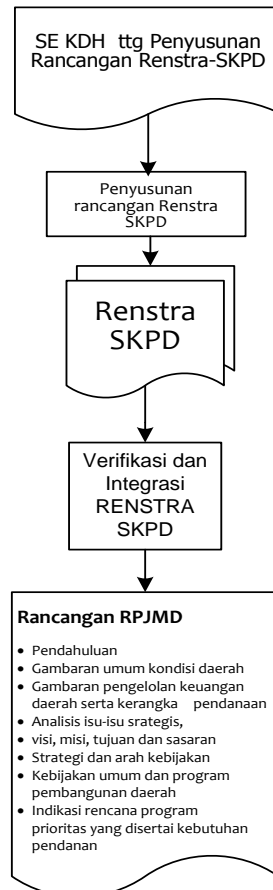 SE KDH ttg Penyusunan
Rancangan Renstra-SKPD
Penyusunan
rancangan Renstra
SKPD
Renstra
SKPD
Verifikasi dan
Integrasi
RENSTRA
SKPD
Rancangan RPJMD
• Pendahuluan
• Gambaran umum kondisi daerah
• Gambaran pengelolan keuangan
daerah serta kerangka pendanaan
• Analisis isu-isu srategis,
• visi, misi, tujuan dan sasaran
• Strategi dan arah kebijakan
• Kebijakan umum dan program
pembangunan daerah
• Indikasi rencana program
prioritas yang disertai kebutuhan
pendanan